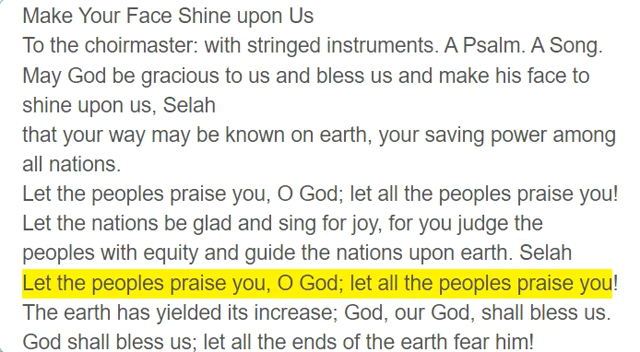 Make Your Face Shine upon Us
To the choirmaster: with stringed instruments. A Psalm. A Song.
May God be gracious to us and bless us and make his face to
shine upon us, Selah
that your way may be known on earth, your saving power among
all nations.
Let the peoples praise you, O God; let all the peoples praise you!
Let the nations be glad and sing for joy, for you judge the
peoples with equity and guide the nations upon earth. Selah
Let the peoples praise you, O God; let all the peoples praise you!
The earth has yielded its increase; God, our God, shall bless us.
God shall bless us; let all the ends of the earth fear him!